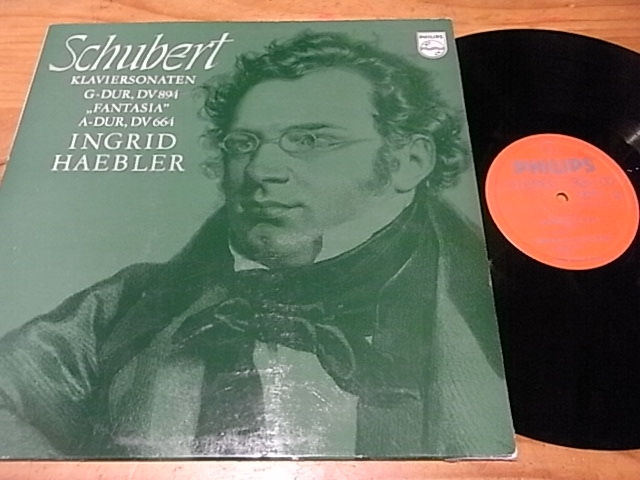 Schubert
KLAVIERSONATEN
G-DUR, DV 894
„FANTASIA”
A-DUR, DV 664
INGRID
HAEBLER
PHILIPS
PHILIPS